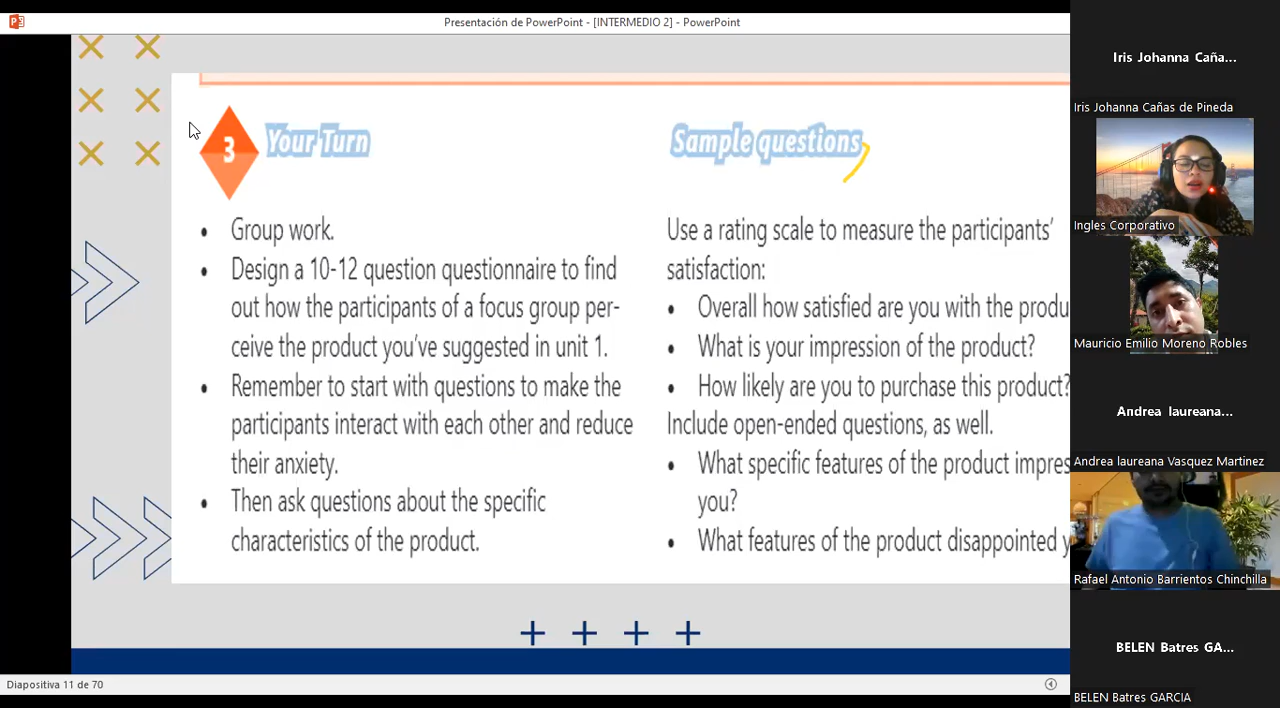 Presentación de PowerPoint - [INTERMEDIO 2] - PowerPoint
3
Your Turn
• Group work.
• Design a 10-12 question questionnaire to find
out how the participants of a focus group per-
ceive the product you've suggested in unit 1.
• Remember to start with questions to make the
participants interact with each other and reduce
their anxiety.
• Then ask questions about the specific
characteristics of the product.
Sample questions
Use a rating scale to measure the participants'
satisfaction:
• Overall how satisfied are you with the produ
• What is your impression of the product?
• How likely are you to purchase this product?
Include open-ended questions, as well.
• What specific features of the product impres
you?
• What features of the product disappointed y
Diapositiva 11 de 70
Iris Johanna Caña...
Iris Johanna Cañas de Pineda
Ingles Corporativo
Mauricio Emilio Moreno Robles
Andrea laureana...
Andrea laureana Vasquez Martinez
Rafael Antonio Barrientos Chinchilla
BELEN Batres GA...
BELEN Batres GARCIA